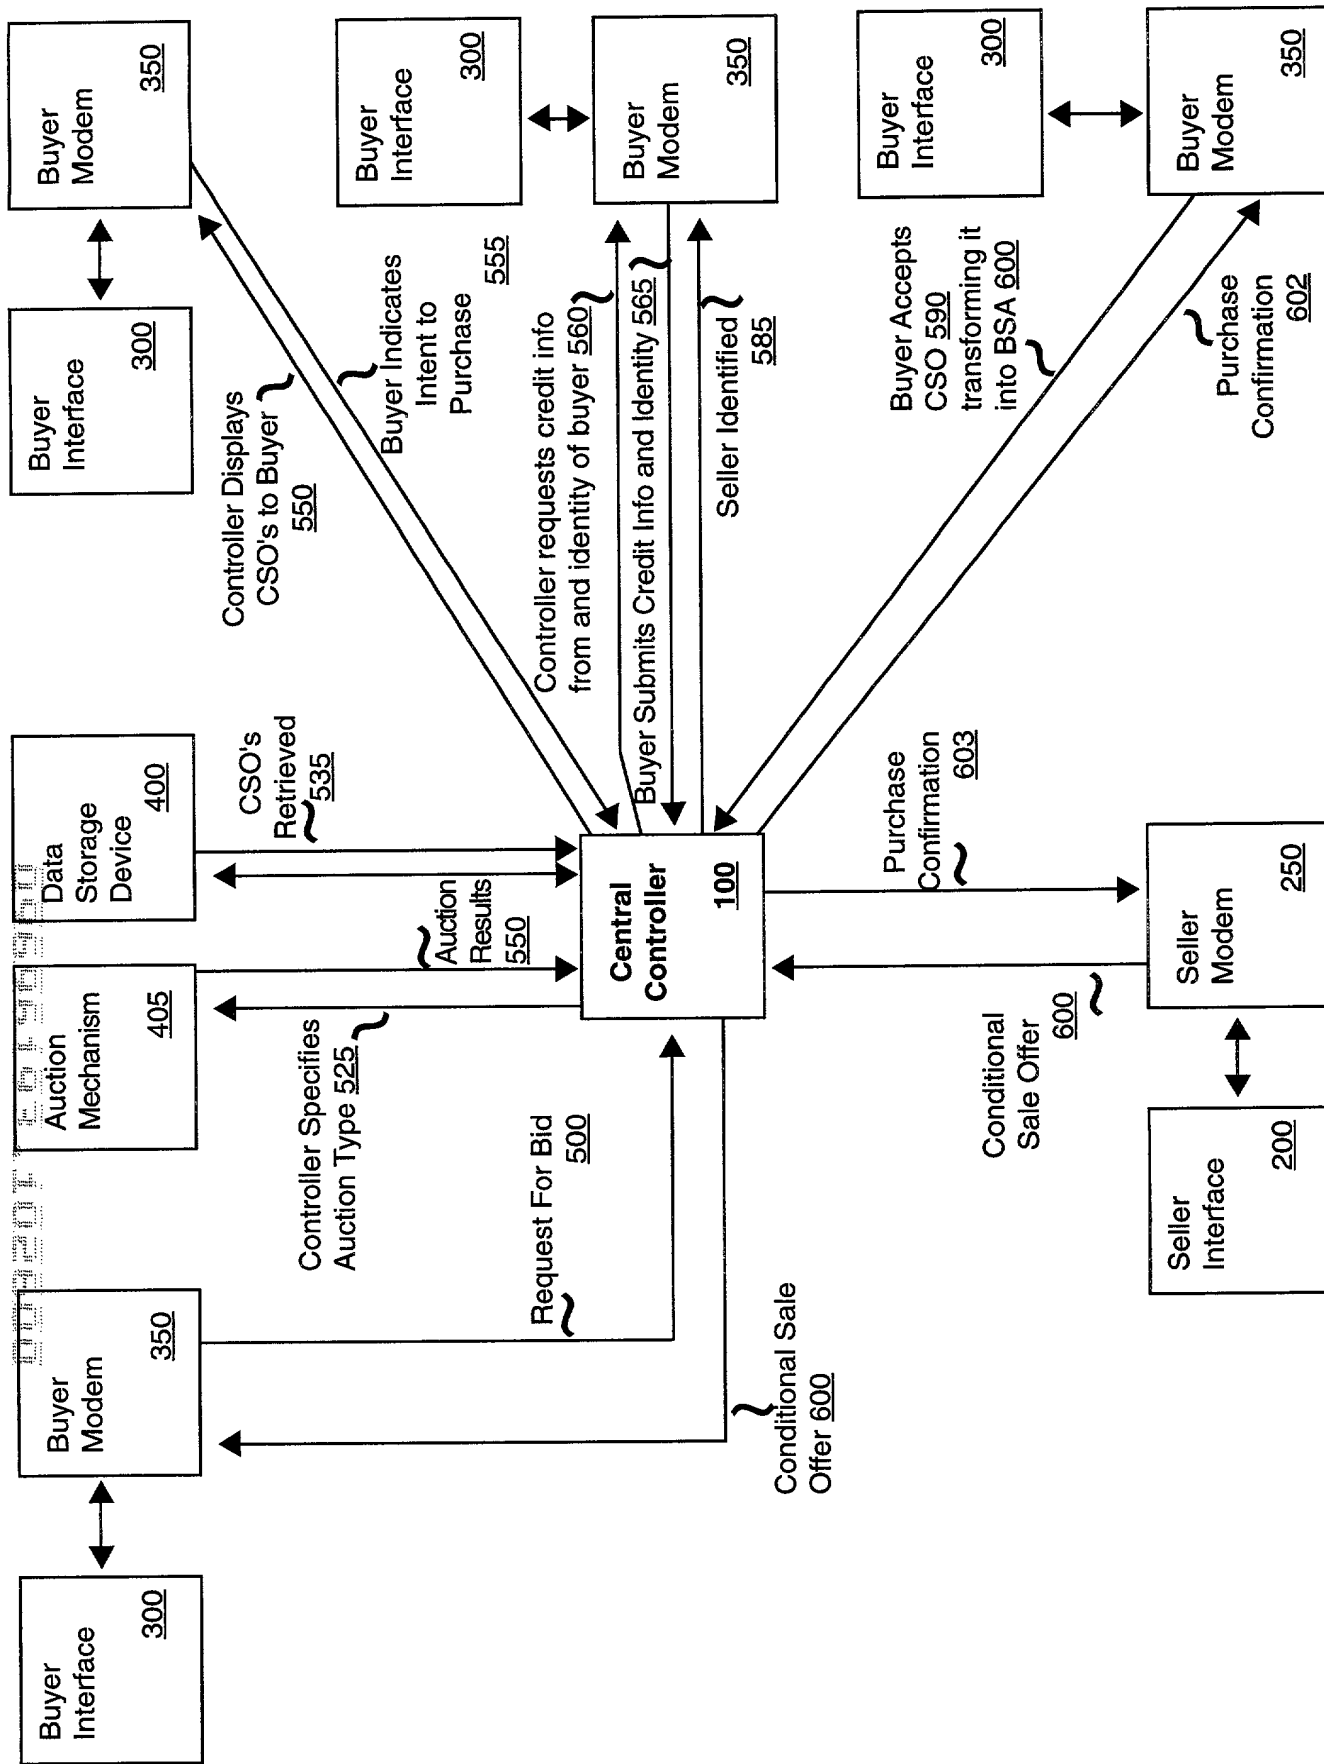 Buyer
Interface
300
Buyer
Modem
350
Auction
Mechanism
405
Data
Storage
Device
400
Buyer
Interface
300
Buyer
Modem
350
Controller Specifies
Auction Type 525
Auction
Results
550
CSO's
Retrieved
535
Controller Displays
CSO's to Buyer
550
Buyer Indicates
Intent to
Purchase
555
Buyer
Interface
300
Request For Bid
500
Conditional Sale
Offer 600
Central
Controller
100
Controller requests credit info
from and identity of buyer 560
Buyer Submits Credit Info and Identity 565
Seller Identified
585
Buyer
Modem
350
Purchase
Confirmation
603
Conditional
Sale Offer
600
Buyer Accepts
CSO 590
transforming it
into BSA 600
Purchase
Confirmation
602
Buyer
Interface
300
Seller
Interface
200
Seller
Modem
250
Buyer
Modem
350